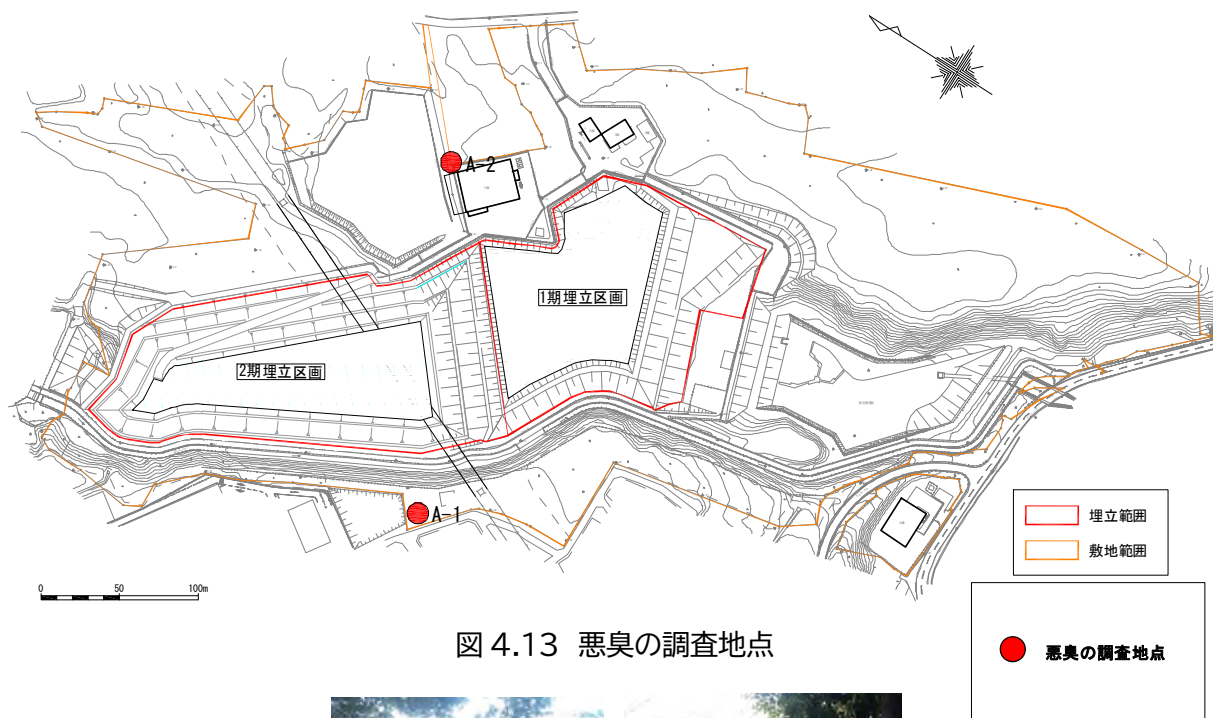 A-2
1期埋立区画
2期埋立区画
A-1
埋立範囲
敷地範囲
0 50 100m
図 4.13 悪臭の調査地点
悪臭の調査地点